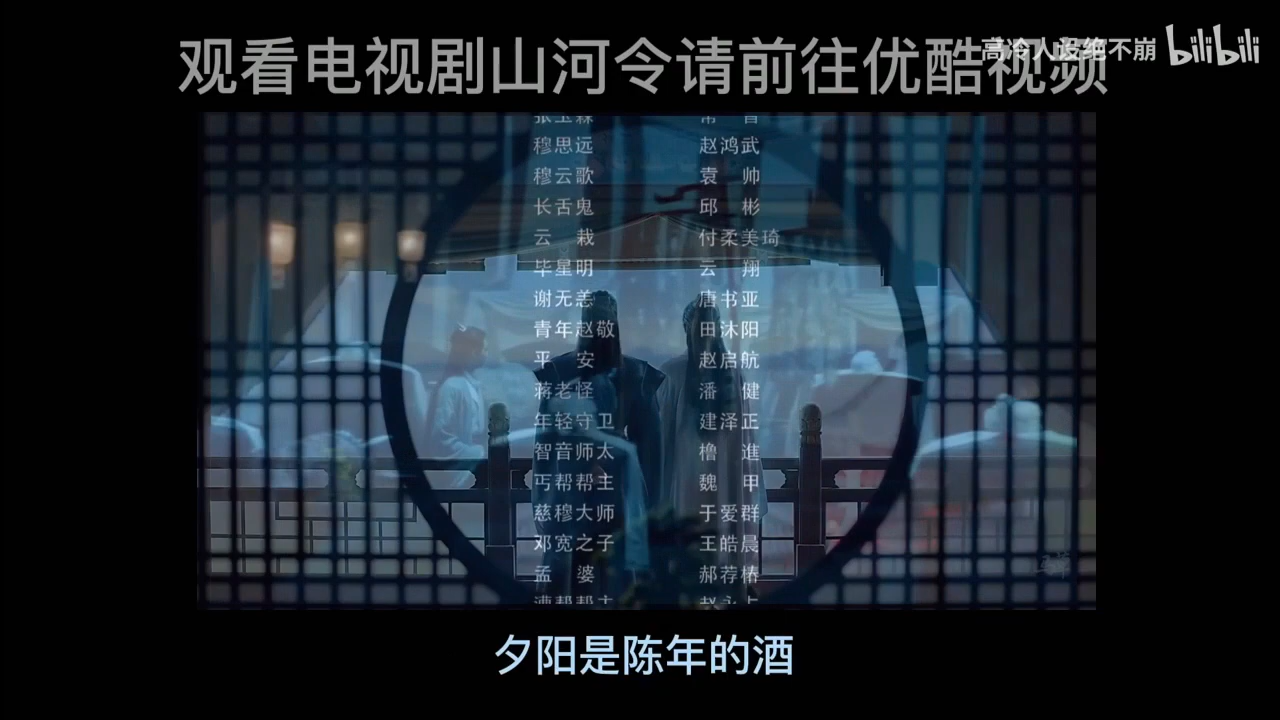 观看电视剧山河令请前往优酷视频
高冷人设绝不崩 bilibili
穆思远 赵鸿武
穆云歌 袁帅
长舌鬼 邱彬
云栽 付柔美琦
毕星明 云翔
谢无恙 唐书亚
青年赵敬 田沐阳
平安 赵启航
蒋老怪 潘健
年轻守卫 建泽正
智音师太 橹進
丐帮帮主 魏甲
慈穆大师 于爱群
邓宽之子 王皓晨
孟婆 郝荐椿
夕阳是陈年的酒